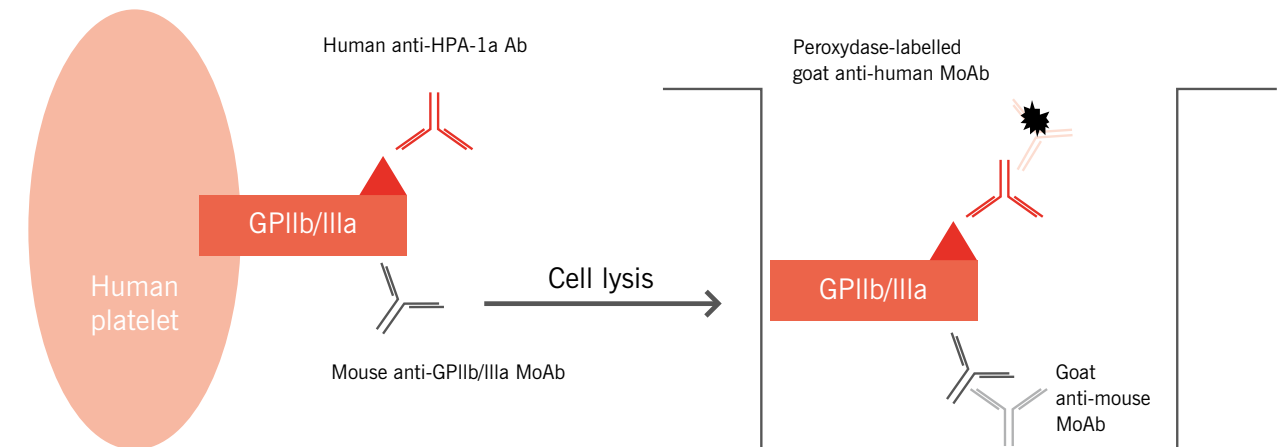 Human anti-HPA-1a Ab
GPIIb/IIIa
Human
platelet
Mouse anti-GPIIb/IIIa MoAb
Cell lysis
Peroxydase-labelled
goat anti-human MoAb
GPIIb/IIIa
Goat
anti-mouse
MoAb